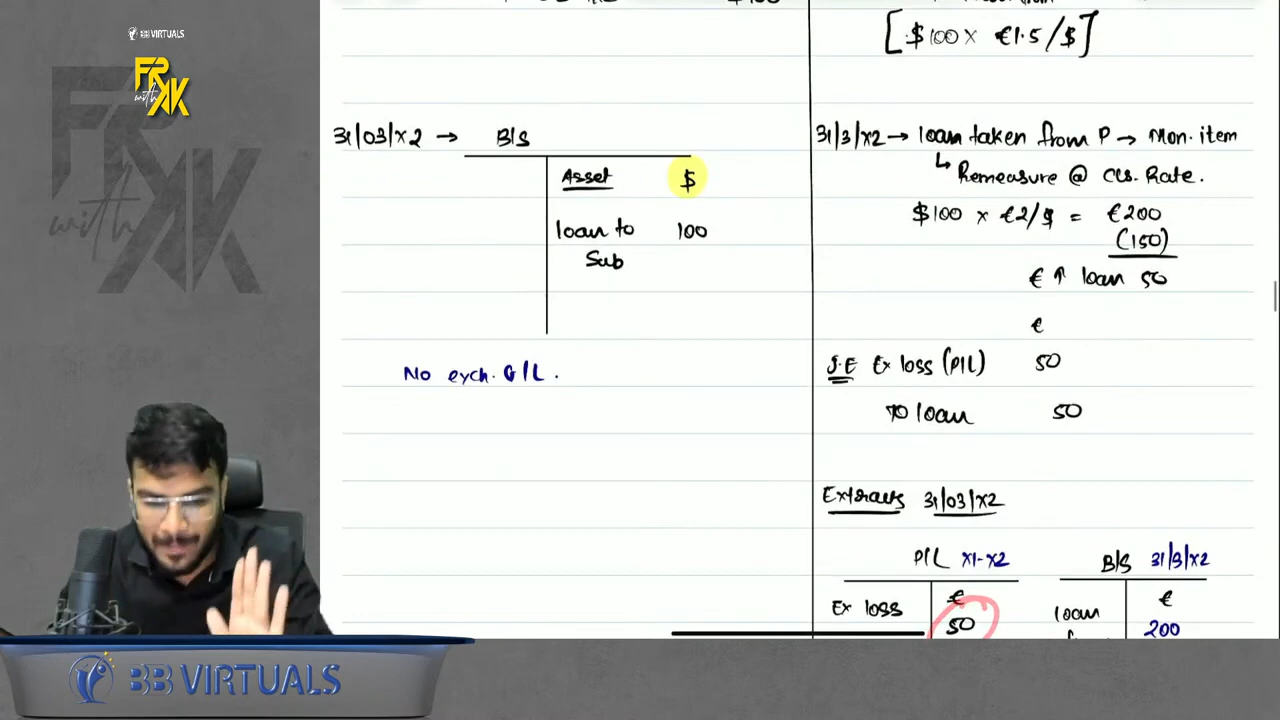 BB VIRTUALS
FR with AK
$100
[$100 x €1.5/$]
31/03/x2 → B/S
Asset $
loan to 100
Sub
No exch. G/L.
31/3/x2 → loan taken from P → Mon. item
↳ Remeasure @ Cls. Rate.
$100 x €2/$ = €200
(150)
€ ↑ loan 50
€
J.E Ex loss (P/L) 50
To loan 50
Extracts 31/03/x2
P/L x1-x2
€
Ex loss 50
B/S 31/3/x2
€
loan 200
BB VIRTUALS